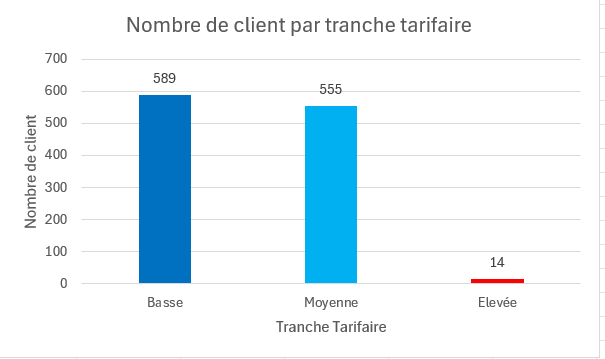 Nombre de client par tranche tarifaire
Nombre de client
700
600
500
400
300
200
100
0
589
555
14
Basse
Moyenne
Elevée
Tranche Tarifaire